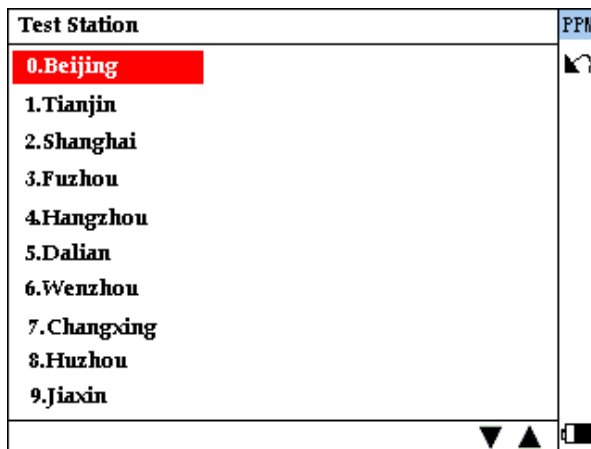 Test Station
PPM
0.Beijing
1.Tianjin
2.Shanghai
3.Fuzhou
4.Hangzhou
5.Dalian
6.Wenzhou
7.Changxing
8.Huzhou
9.Jiaxin